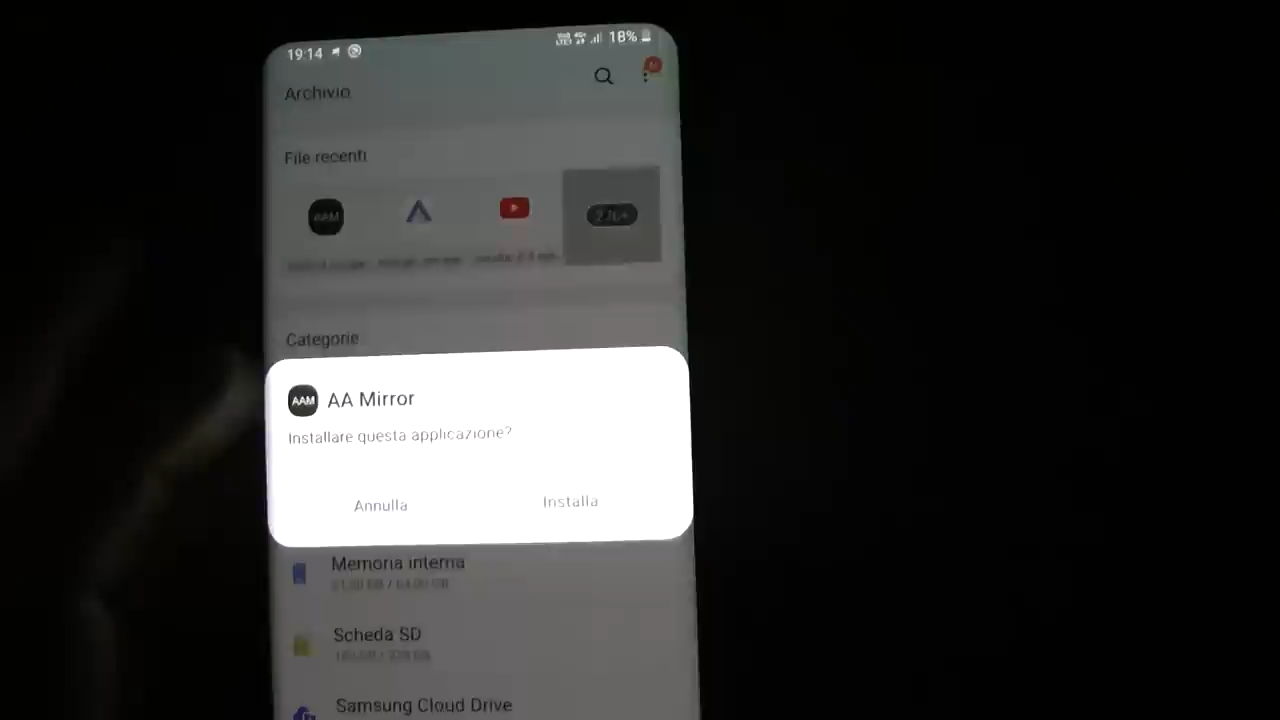 19:14
18%
Archivio
File recenti
AAM
Categorie
AAM AA Mirror
Installare questa applicazione?
Annulla Installa
Memoria interna
Scheda SD
Samsung Cloud Drive